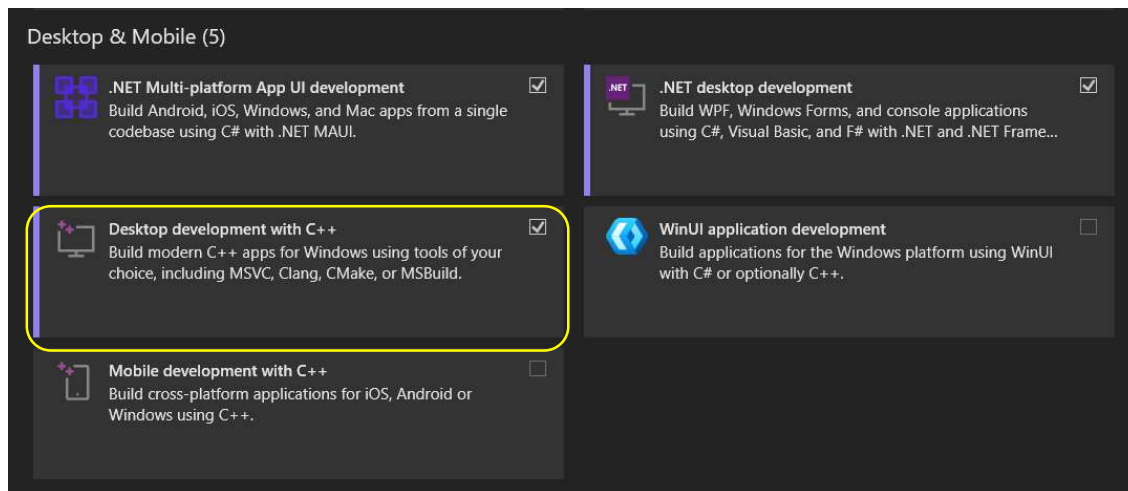 Desktop & Mobile (5)
.NET Multi-platform App UI development
Build Android, iOS, Windows, and Mac apps from a single
codebase using C# with .NET MAUI.
.NET
.NET desktop development
Build WPF, Windows Forms, and console applications
using C#, Visual Basic, and F# with .NET and .NET Frame...
Desktop development with C++
Build modern C++ apps for Windows using tools of your
choice, including MSVC, Clang, CMake, or MSBuild.
WinUI application development
Build applications for the Windows platform using WinUI
with C# or optionally C++.
Mobile development with C++
Build cross-platform applications for iOS, Android or
Windows using C++.